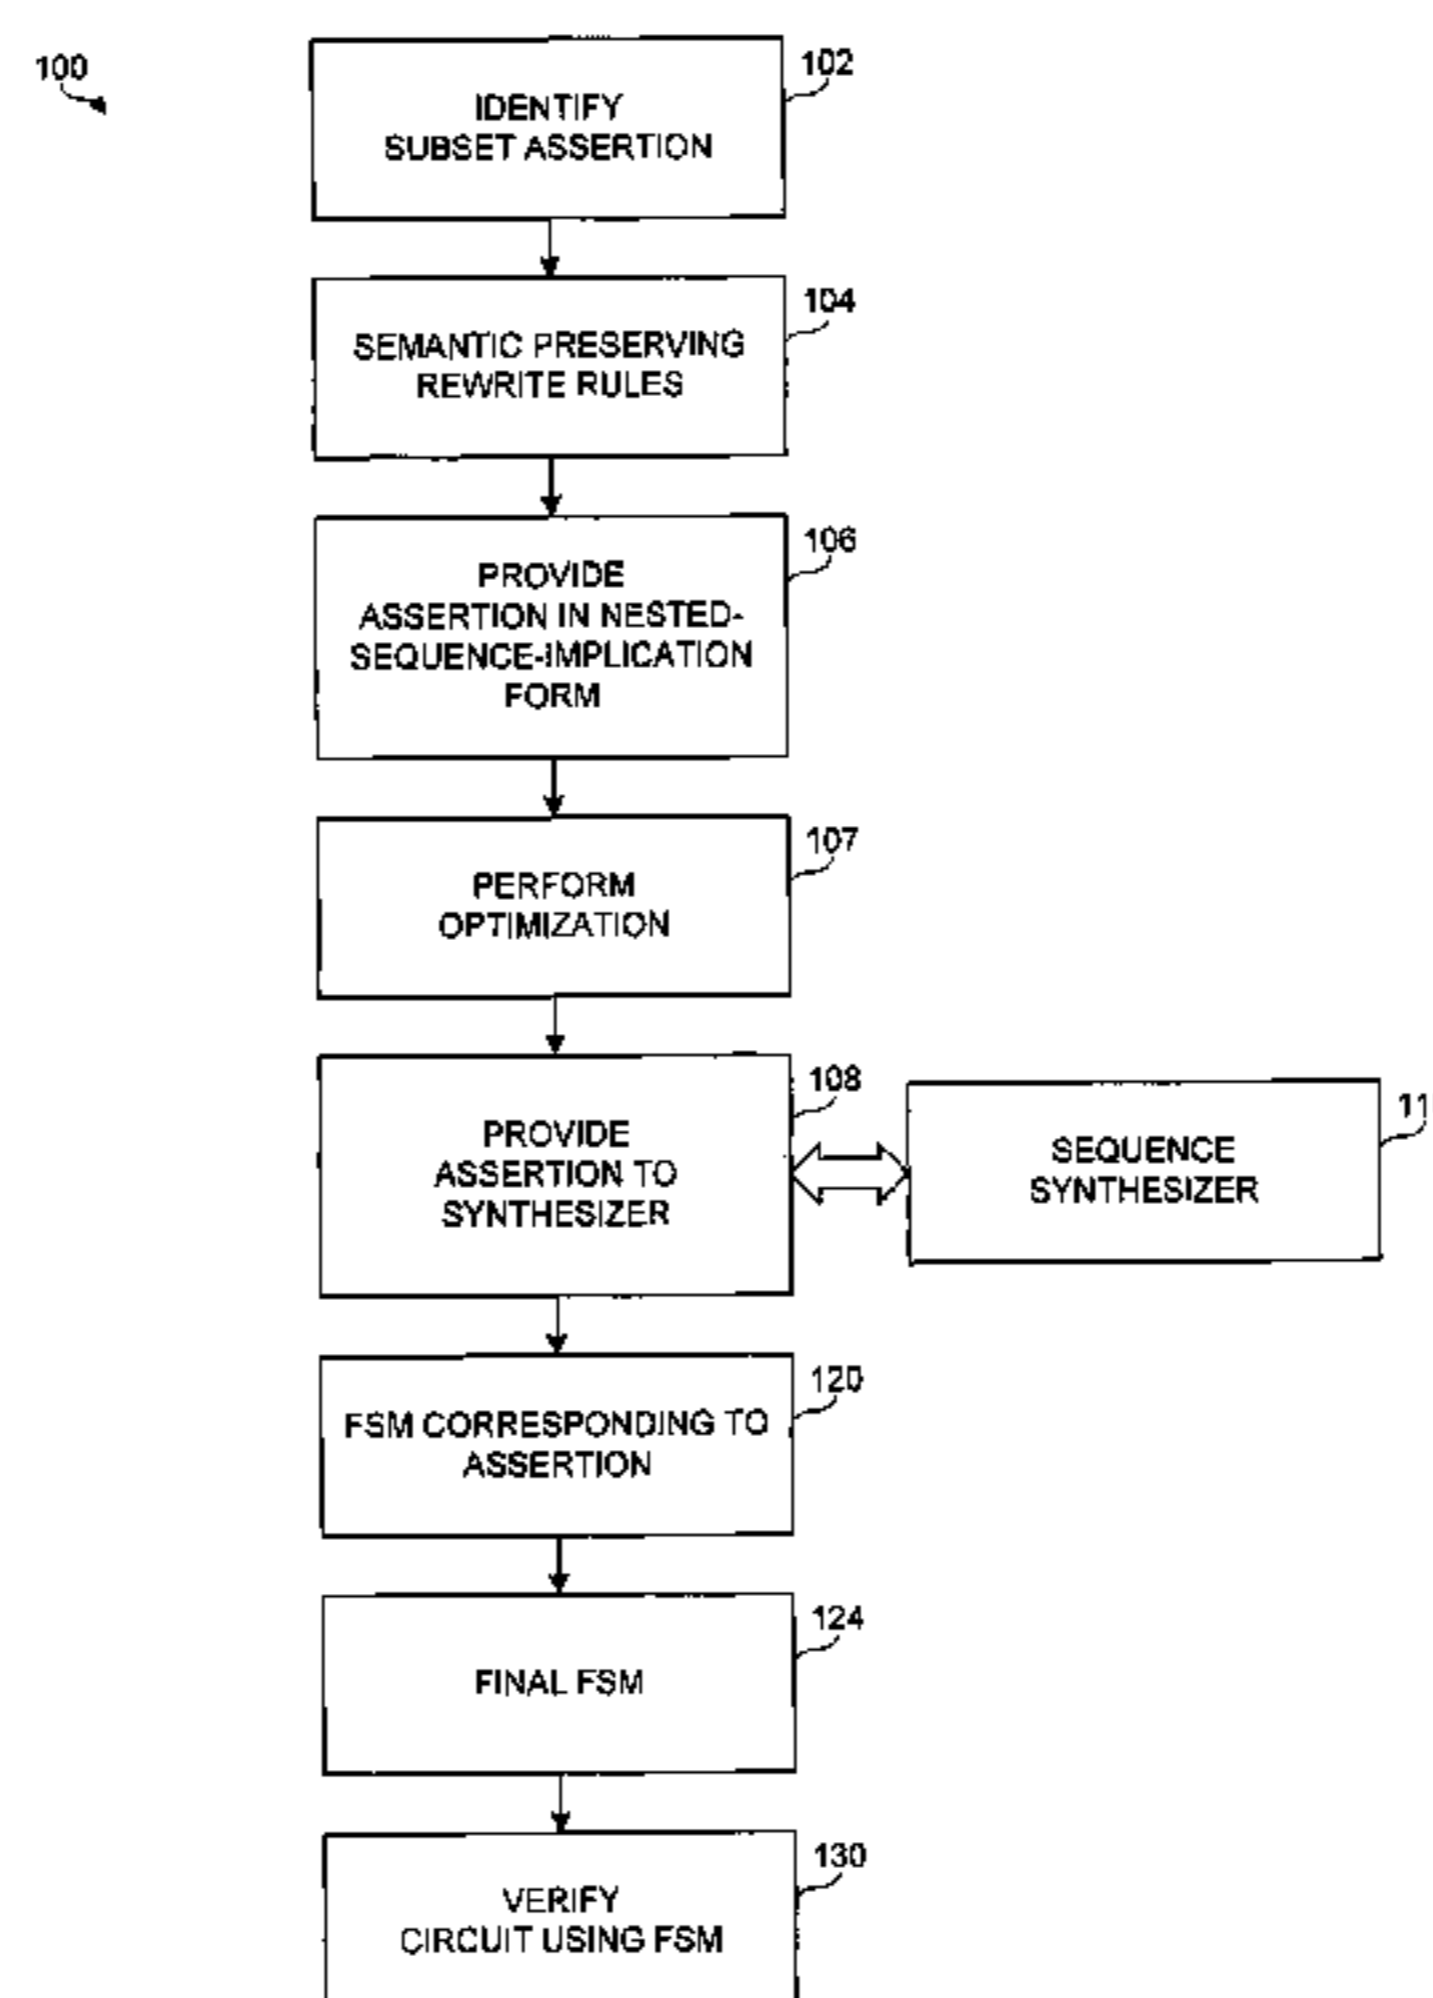 100
102
IDENTIFY
SUBSET ASSERTION
104
SEMANTIC PRESERVING
REWRITE RULES
106
PROVIDE
ASSERTION IN NESTED-
SEQUENCE-IMPLICATION
FORM
107
PERFORM
OPTIMIZATION
108
PROVIDE
ASSERTION TO
SYNTHESIZER
SEQUENCE
SYNTHESIZER
120
FSM CORRESPONDING TO
ASSERTION
124
FINAL FSM
130
VERIFY
CIRCUIT USING FSM